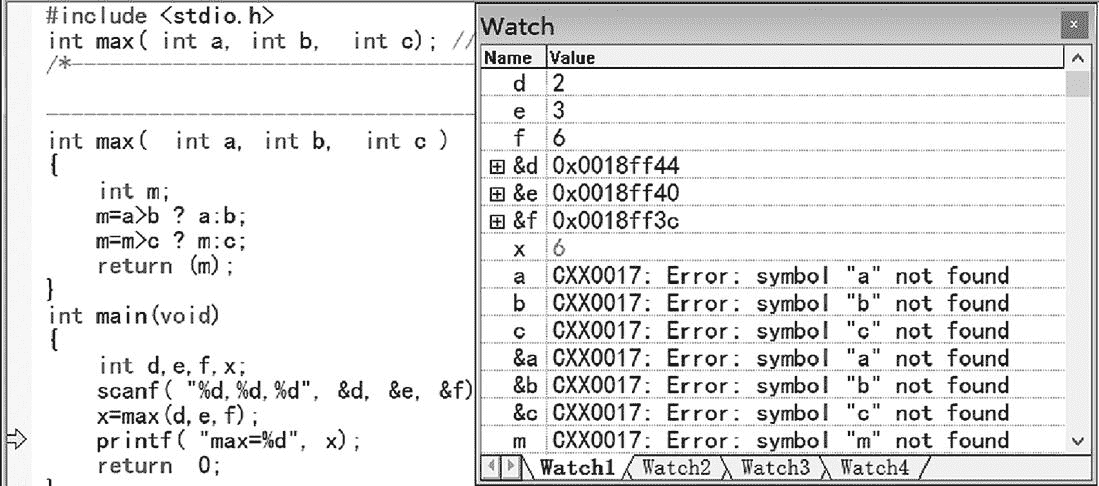 #include <stdio.h>
int max( int a, int b,   int c); //
/*------------------------------------
------------------------------------
int max(  int a, int b,   int c )
{
    int m;
    m=a>b ? a:b;
    m=m>c ? m:c;
    return (m);
}
int main(void)
{
    int d,e,f,x;
    scanf( "%d,%d,%d", &d, &e, &f)
    x=max(d,e,f);
    printf( "max=%d", x);
    return  0;
Watch
Name Value
d 2
e 3
f 6
&d 0x0018ff44
&e 0x0018ff40
&f 0x0018ff3c
x 6
a CXX0017: Error: symbol "a" not found
b CXX0017: Error: symbol "b" not found
c CXX0017: Error: symbol "c" not found
&a CXX0017: Error: symbol "a" not found
&b CXX0017: Error: symbol "b" not found
&c CXX0017: Error: symbol "c" not found
m CXX0017: Error: symbol "m" not found
Watch1 Watch2 Watch3 Watch4